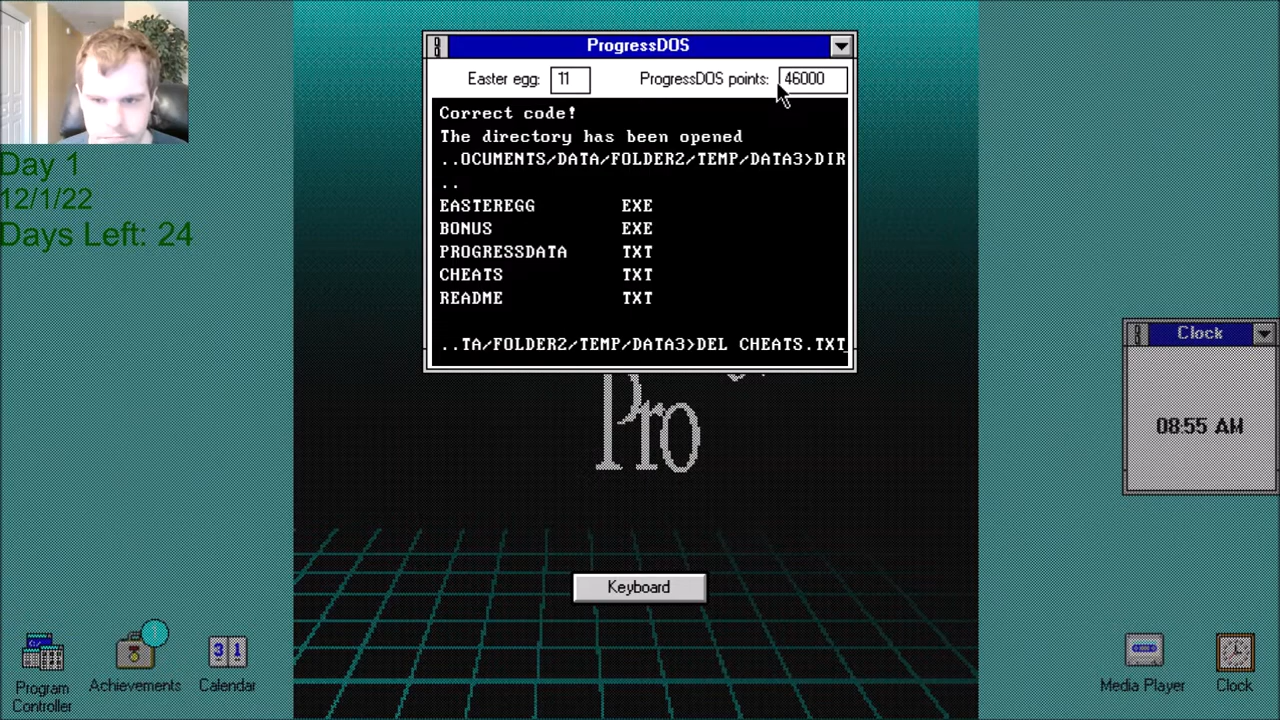 Day 1
12/1/22
Days Left: 24
ProgressDOS
Easter egg: 11 ProgressDOS points: 46000
Correct code!
The directory has been opened
..OCUMENTS/DATA/FOLDER2/TEMP/DATA3>DIR
..
EASTEREGG EXE
BONUS EXE
PROGRESSDATA TXT
CHEATS TXT
README TXT
..TA/FOLDER2/TEMP/DATA3>DEL CHEATS.TXT_
Pro
Keyboard
Clock
08:55 AM
Program
Controller
Achievements
1
31
Calendar
Media Player
Clock